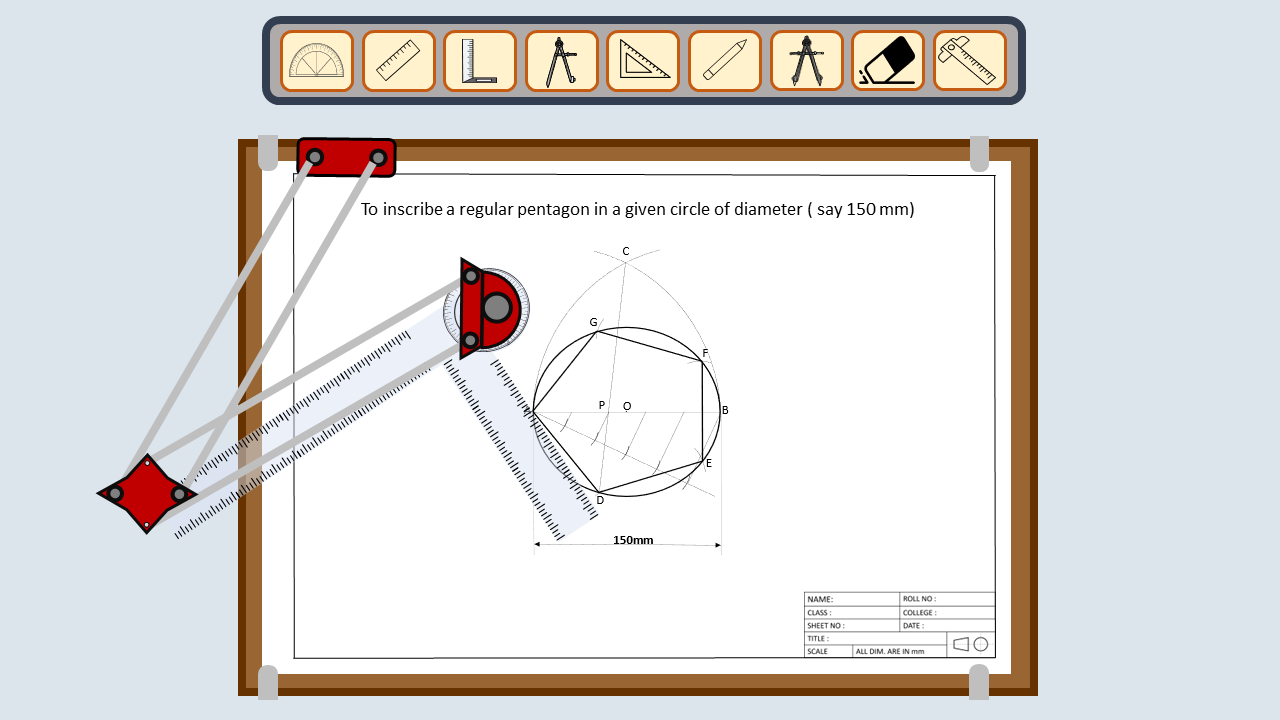 To inscribe a regular pentagon in a given circle of diameter ( say 150 mm)
C
G
F
P O
B
E
D
150mm
NAME:
ROLL NO :
CLASS :
COLLEGE :
SHEET NO :
DATE :
TITLE :
SCALE
ALL DIM. ARE IN mm